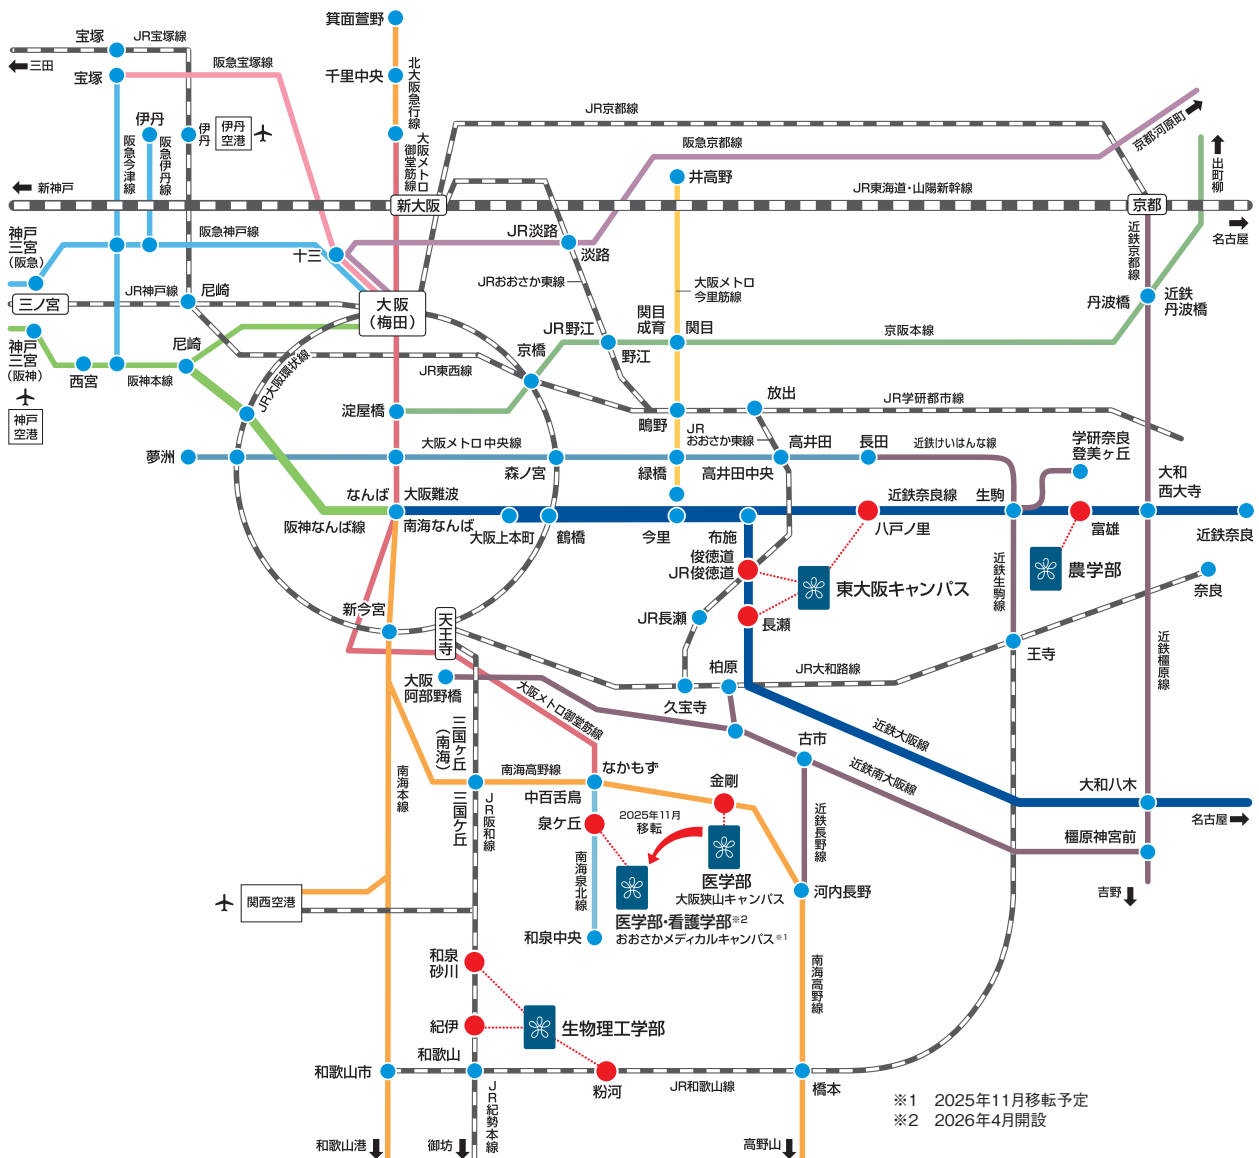 箕面萱野
宝塚
JR宝塚線
三田
宝塚
阪急宝塚線
千里中央
北大阪急行線
伊丹
伊丹
伊丹
空港
阪急今津線
阪急伊丹線
大阪メトロ
御堂筋線
JR京都線
阪急京都線
京都河原町
出町柳
井高野
新神戸
新大阪
JR東海道・山陽新幹線
京都
名古屋
神戸
三宮
(阪急)
阪急神戸線
十三
JR淡路
淡路
近鉄京都線
三ノ宮
JR神戸線
尼崎
大阪
(梅田)
JRおおさか東線
大阪メトロ
今里筋線
丹波橋
近鉄
丹波橋
神戸
三宮
(阪神)
西宮
阪神本線
尼崎
JR大阪環状線
JR東西線
京橋
JR野江
野江
関目
成育
関目
京阪本線
神戸
空港
淀屋橋
鴫野
放出
JR学研都市線
JR
おおさか東線
夢洲
大阪メトロ中央線
森ノ宮
緑橋
高井田
高井田中央
長田
近鉄けいはんな線
学研奈良
登美ヶ丘
生駒
大和
西大寺
なんば
大阪難波
南海なんば
阪神なんば線
大阪上本町
鶴橋
今里
布施
近鉄奈良線
八戸ノ里
富雄
近鉄奈良
俊徳道
JR俊徳道
東大阪キャンパス
農学部
近鉄生駒線
奈良
新今宮
天王寺
JR長瀬
長瀬
王寺
近鉄橿原線
大阪
阿部野橋
柏原
JR大和路線
久宝寺
大阪メトロ御堂筋線
三国ヶ丘
(南海)
古市
近鉄大阪線
近鉄南大阪線
南海本線
南海高野線
なかもず
中百舌鳥
金剛
大和八木
名古屋
三国ケ丘
JR阪和線
泉ケ丘
2025年11月
移転
近鉄長野線
橿原神宮前
南海泉北線
医学部
大阪狭山キャンパス
河内長野
吉野
関西空港
医学部・看護学部※2
おおさかメディカルキャンパス※1
和泉中央
和泉
砂川
南海高野線
紀伊
生物理工学部
和歌山市
和歌山
粉河
JR和歌山線
橋本
JR紀勢本線
※1 2025年11月移転予定
※2 2026年4月開設
和歌山港
御坊
高野山